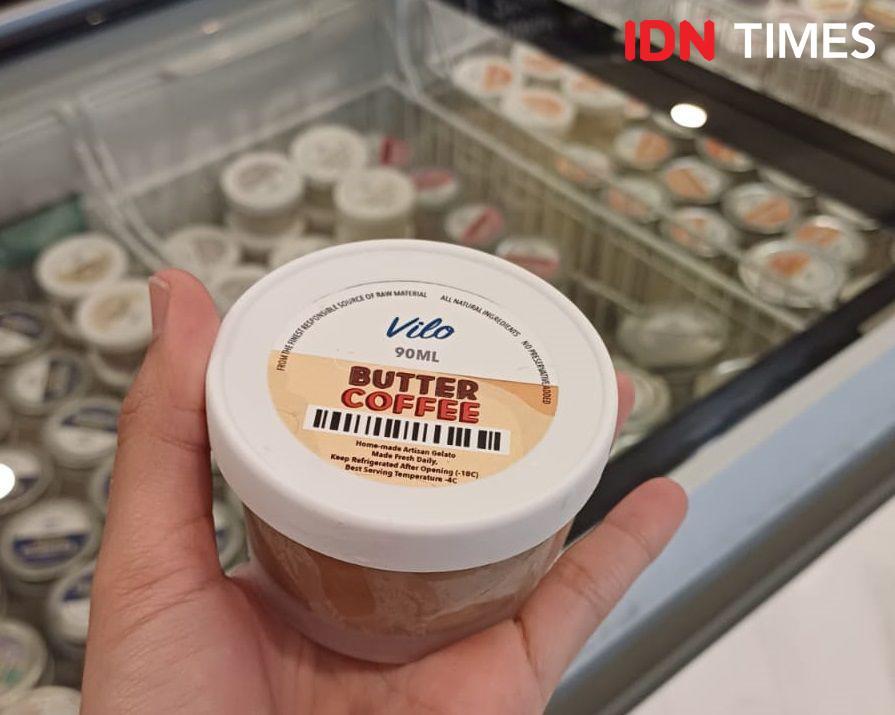 IDN TIMES
FROM THE FINEST RESPONSIBLE SOURCE OF RAW MATERIAL
ALL NATURAL INGREDIENTS
NO PRESERVATIVE ADDED
Vilo
90ML
BUTTER
COFFEE
Home-made Artisan Gelato
Made Fresh Daily,
Keep Refrigerated After Opening (-18C)
Best Serving Temperature -4C